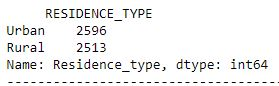 RESIDENCE_TYPE
Urban    2596
Rural    2513
Name: Residence_type, dtype: int64
----------------------------------------